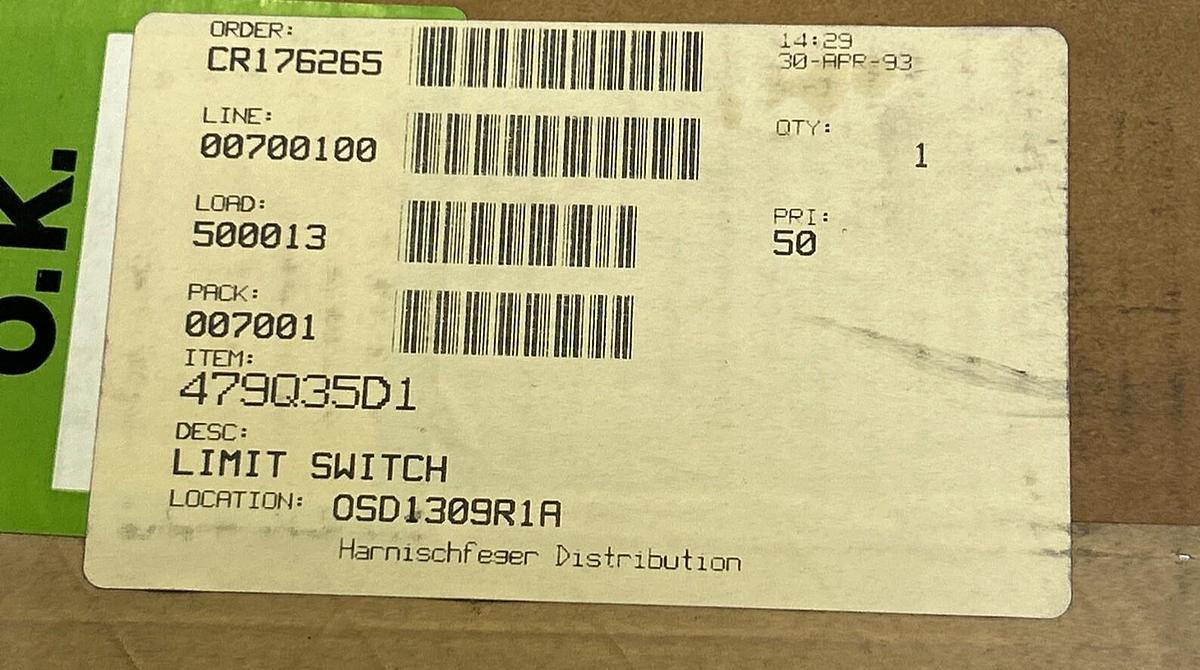 ORDER:
CR176265
14:29
30-APR-93
LINE:
00700100
QTY:
1
LOAD:
500013
PRI:
50
PACK:
007001
ITEM:
479Q35D1
DESC:
LIMIT SWITCH
LOCATION: OSD1309R1A
Harnischfeger Distribution
O.K.